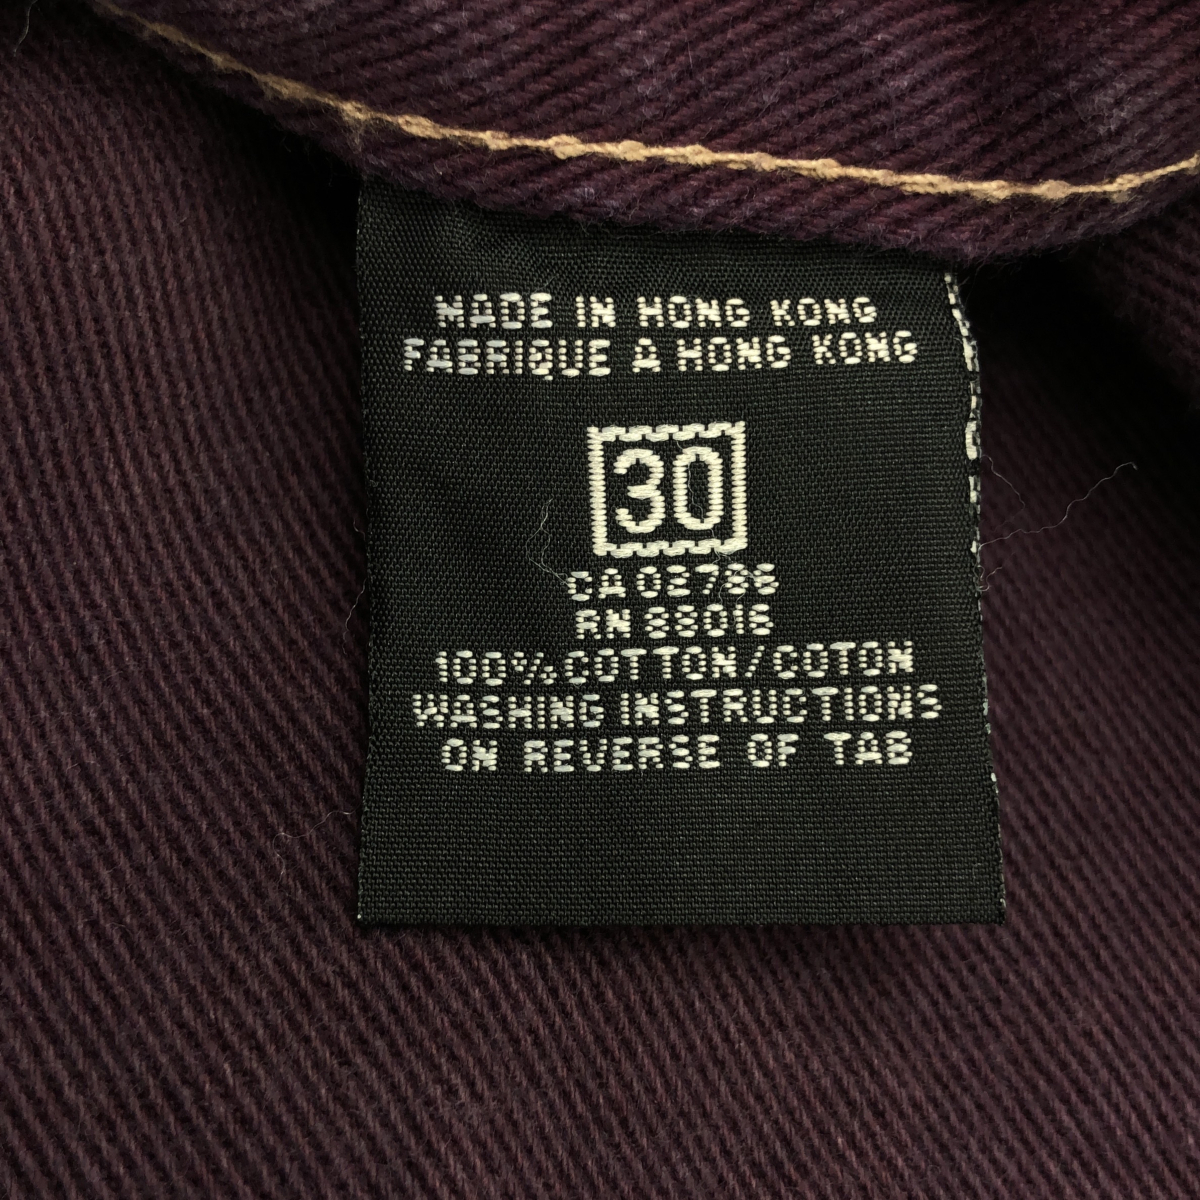 MADE IN HONG KONG
FABRIQUE A HONG KONG
30
CA 02786
RN 88016
100% COTTON/COTON
WASHING INSTRUCTIONS
ON REVERSE OF TAB